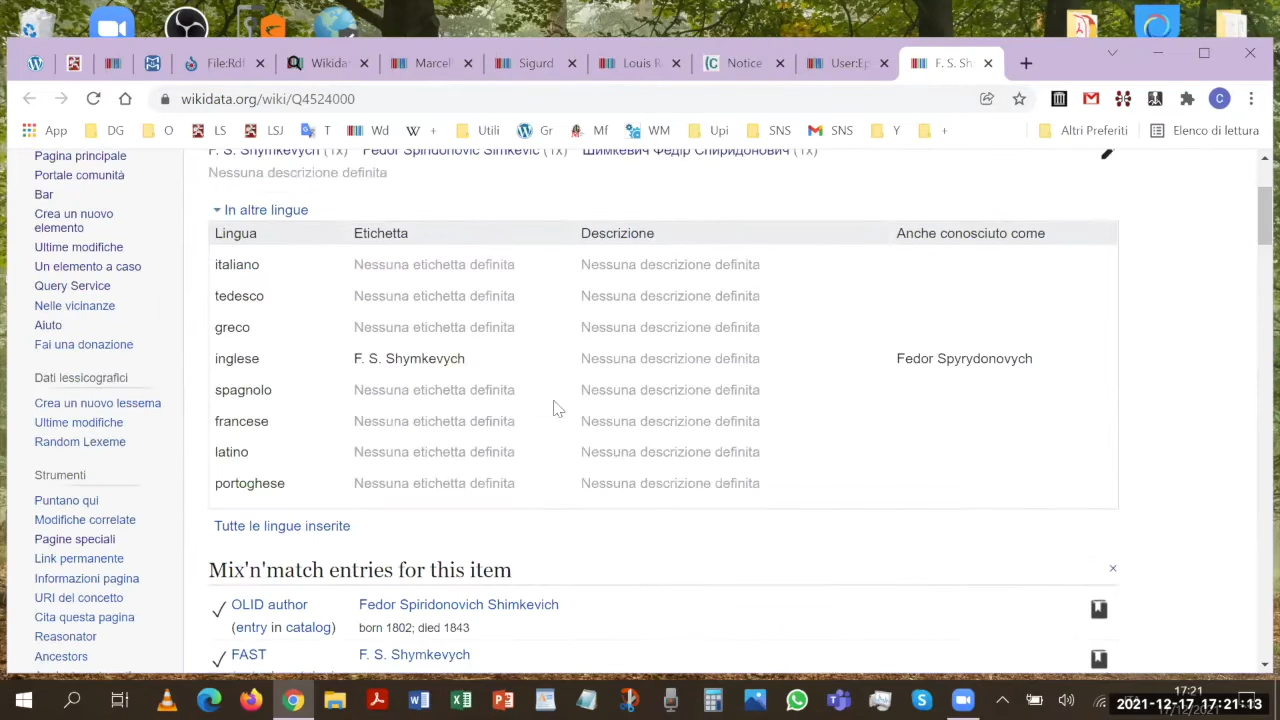 File:Rdf
Wikida
Marcel
Sigurd
Louis R
Notice
User:Ep
F. S. Sh
wikidata.org/wiki/Q4524000
App DG O LS LSJ T Wd + Utili Gr Mf WM Upi SNS SNS Y + Altri Preferiti Elenco di lettura
F. S. Shymkevych (1x) Fedor Spiridonovic Simkevic (1x) Шимкевич Федір Спиридонович (1x)
Nessuna descrizione definita
In altre lingue
Lingua Etichetta Descrizione Anche conosciuto come
italiano Nessuna etichetta definita Nessuna descrizione definita
tedesco Nessuna etichetta definita Nessuna descrizione definita
greco Nessuna etichetta definita Nessuna descrizione definita
inglese F. S. Shymkevych Nessuna descrizione definita Fedor Spyrydonovych
spagnolo Nessuna etichetta definita Nessuna descrizione definita
francese Nessuna etichetta definita Nessuna descrizione definita
latino Nessuna etichetta definita Nessuna descrizione definita
portoghese Nessuna etichetta definita Nessuna descrizione definita
Tutte le lingue inserite
Mix'n'match entries for this item
OLID author Fedor Spiridonovich Shimkevich
(entry in catalog) born 1802; died 1843
FAST F. S. Shymkevych
Pagina principale
Portale comunità
Bar
Crea un nuovo
elemento
Ultime modifiche
Un elemento a caso
Query Service
Nelle vicinanze
Aiuto
Fai una donazione
Dati lessicografici
Crea un nuovo lessema
Ultime modifiche
Random Lexeme
Strumenti
Puntano qui
Modifiche correlate
Pagine speciali
Link permanente
Informazioni pagina
URI del concetto
Cita questa pagina
Reasonator
Ancestors
17:21
2021-12-17 17:21:13